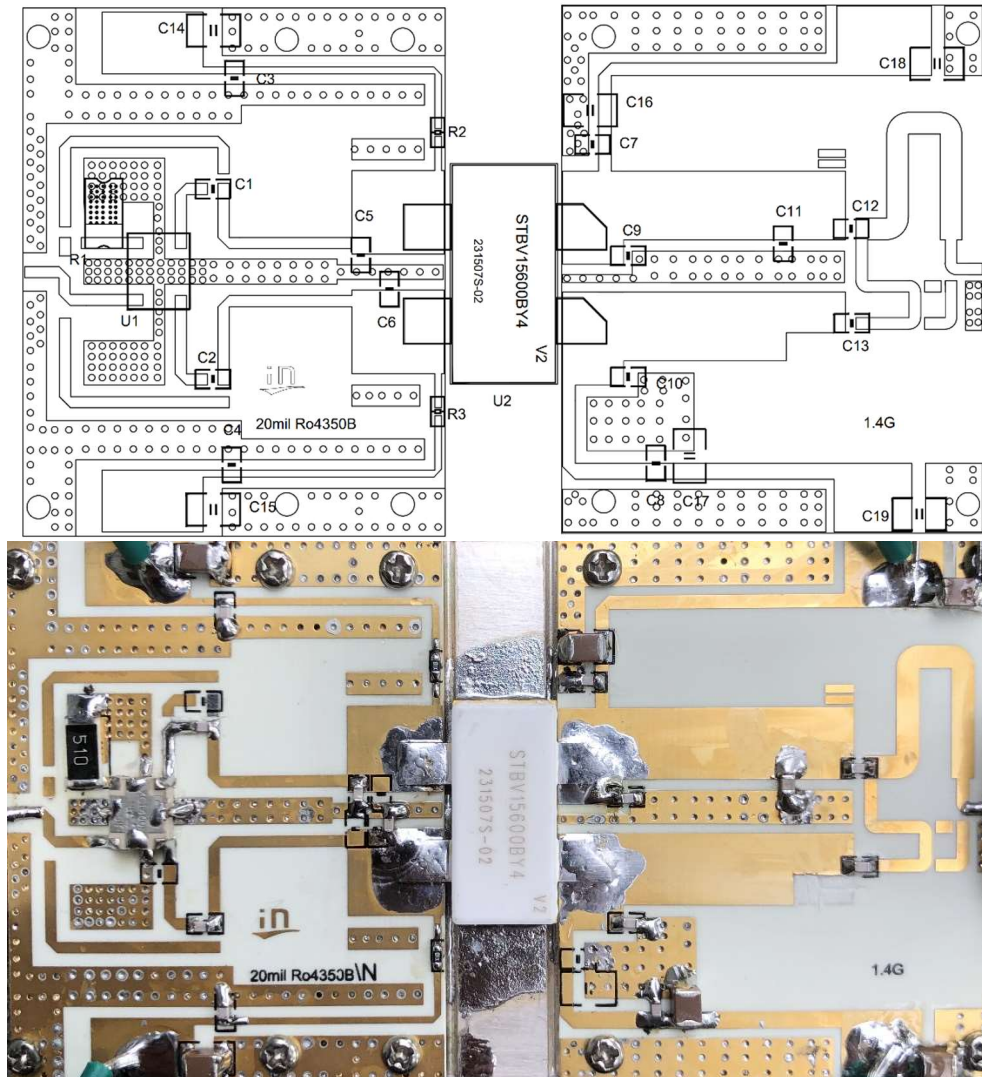 C14
C3
R2
C1
C5
R1
U1
C6
C2
in
20mil Ro4350B
R3
C4
C15
STBV15600BY4
231507S-02
V2
U2
C18
C16
C7
C12
C11
C9
C13
C10
1.4G
C8
C17
C19
510
STBV15600BY4
231507S-02
V2
in
20mil Ro4350B\N
1.4G